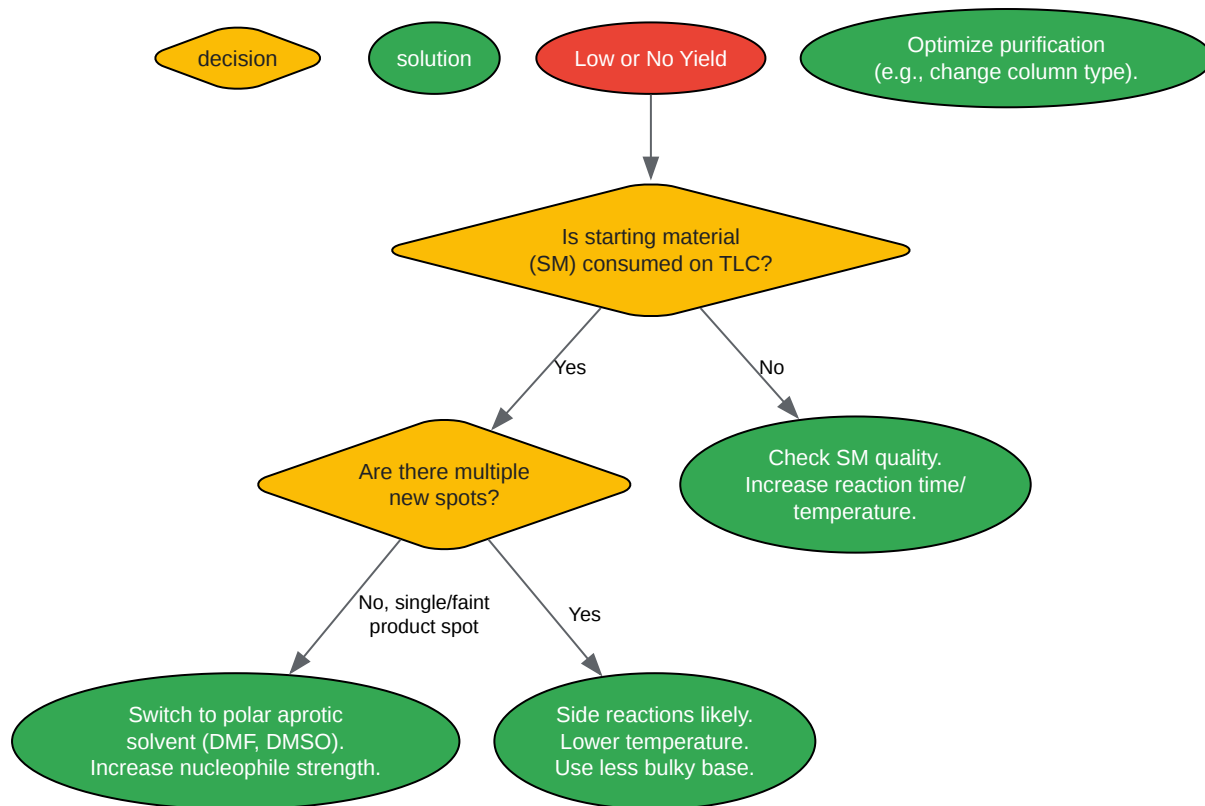 decision
solution
Low or No Yield
Optimize purification
(e.g., change column type).
Is starting material
(SM) consumed on TLC?
Yes
No
Are there multiple
new spots?
Check SM quality.
Increase reaction time/
temperature.
No, single/faint
product spot
Yes
Switch to polar aprotic
solvent (DMF, DMSO).
Increase nucleophile strength.
Side reactions likely.
Lower temperature.
Use less bulky base.